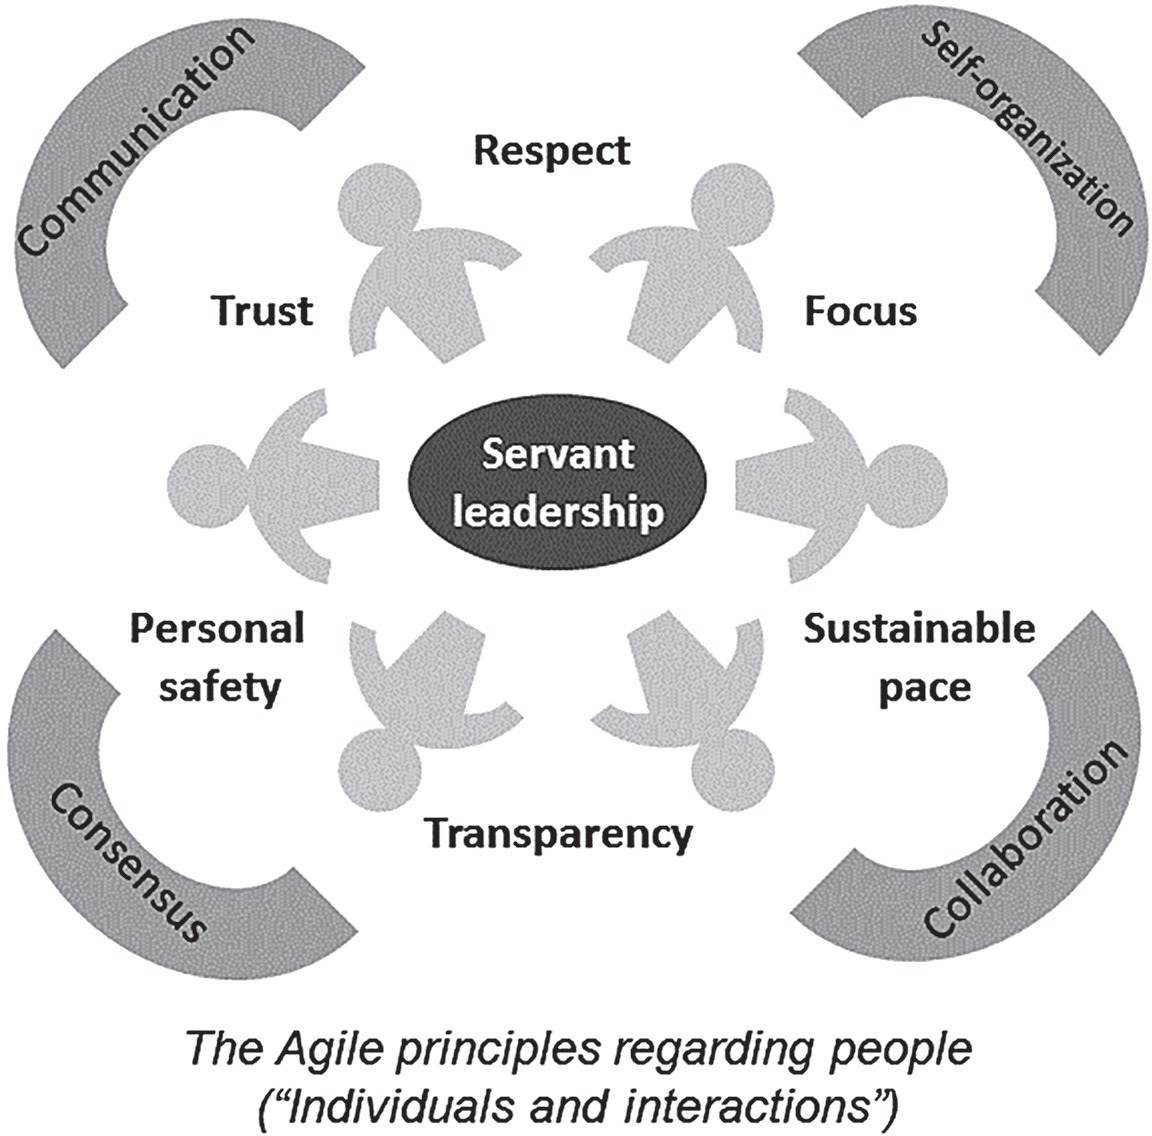 Communication
Self-organization
Respect
Trust
Focus
Servant
leadership
Personal
safety
Sustainable
pace
Consensus
Transparency
Collaboration
The Agile principles regarding people
(“Individuals and interactions”)